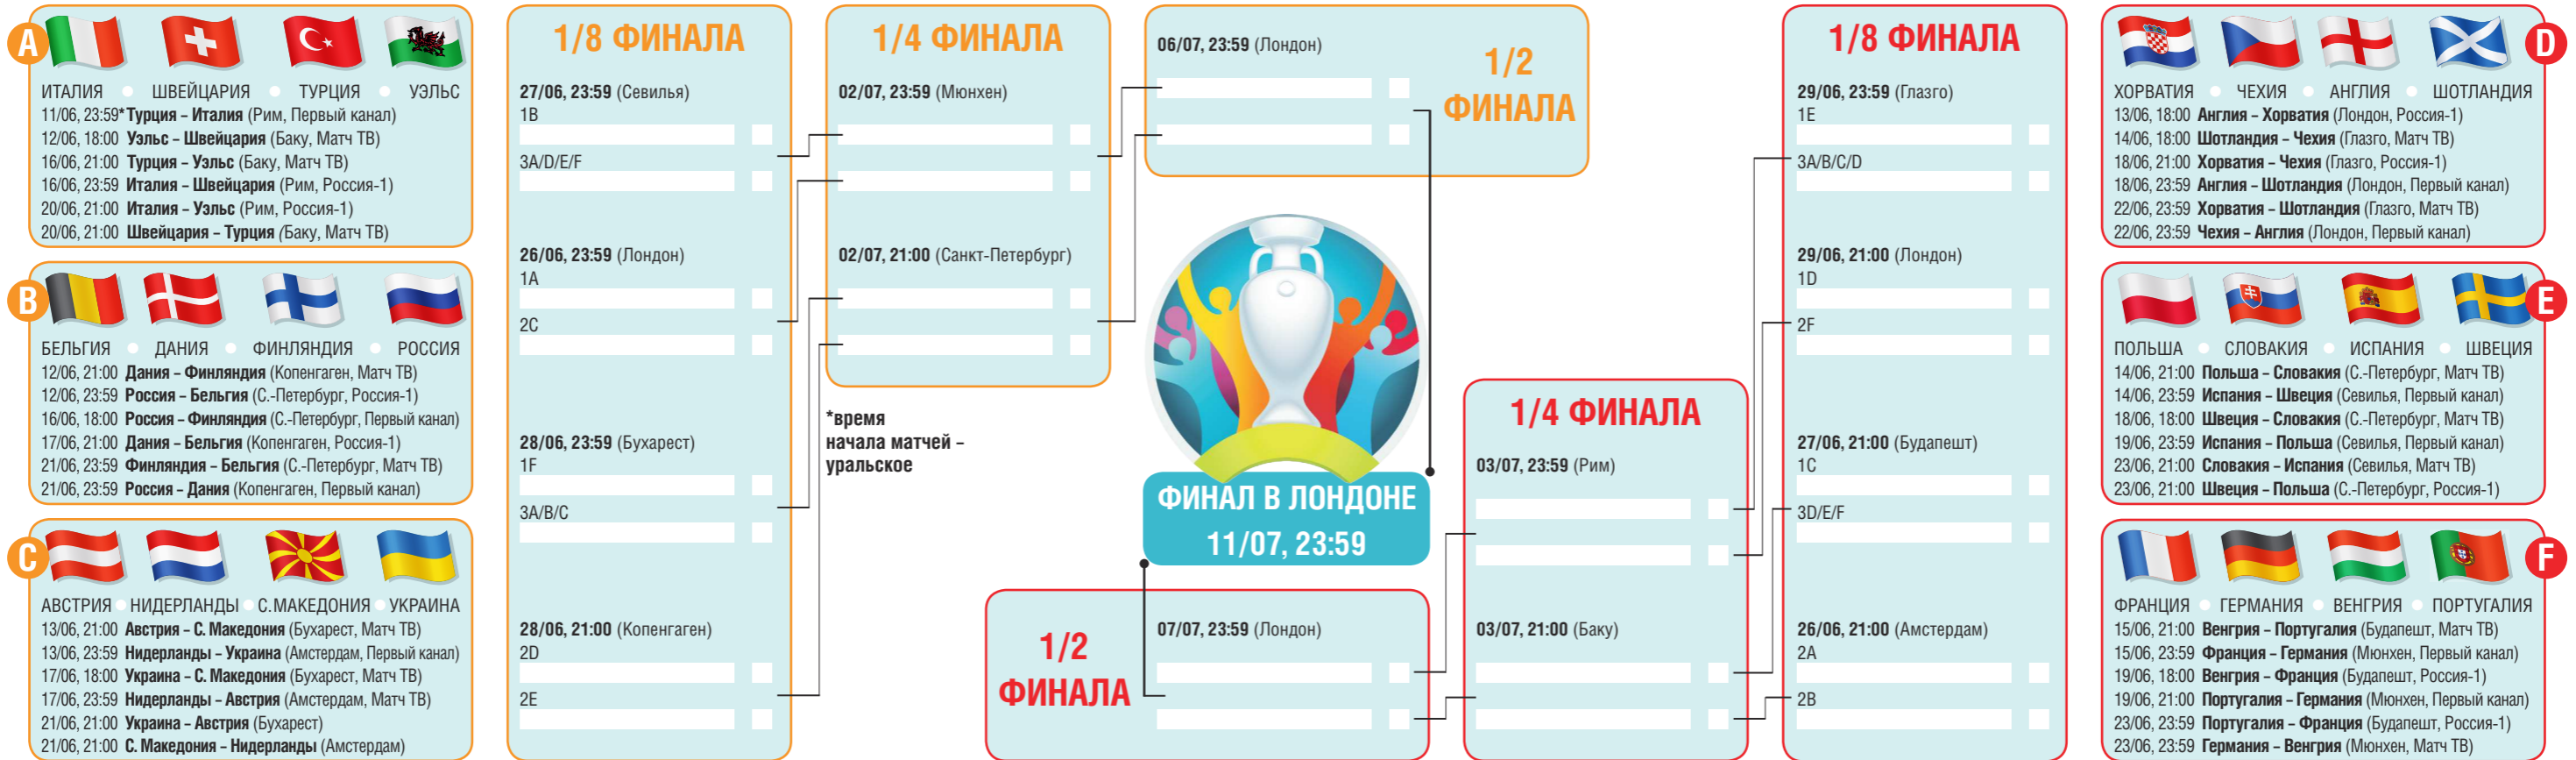 A
ИТАЛИЯ ШВЕЙЦАРИЯ ТУРЦИЯ УЭЛЬС
11/06, 23:59* Турция – Италия (Рим, Первый канал)
12/06, 18:00 Уэльс – Швейцария (Баку, Матч ТВ)
16/06, 21:00 Турция – Уэльс (Баку, Матч ТВ)
16/06, 23:59 Италия – Швейцария (Рим, Россия-1)
20/06, 21:00 Италия – Уэльс (Рим, Россия-1)
20/06, 21:00 Швейцария – Турция (Баку, Матч ТВ)
B
БЕЛЬГИЯ ДАНИЯ ФИНЛЯНДИЯ РОССИЯ
12/06, 21:00 Дания – Финляндия (Копенгаген, Матч ТВ)
12/06, 23:59 Россия – Бельгия (С.-Петербург, Россия-1)
16/06, 18:00 Россия – Финляндия (С.-Петербург, Первый канал)
17/06, 21:00 Дания – Бельгия (Копенгаген, Россия-1)
21/06, 23:59 Финляндия – Бельгия (С.-Петербург, Матч ТВ)
21/06, 23:59 Россия – Дания (Копенгаген, Первый канал)
C
АВСТРИЯ НИДЕРЛАНДЫ С.МАКЕДОНИЯ УКРАИНА
13/06, 21:00 Австрия – С. Македония (Бухарест, Матч ТВ)
13/06, 23:59 Нидерланды – Украина (Амстердам, Первый канал)
17/06, 18:00 Украина – С. Македония (Бухарест, Матч ТВ)
17/06, 23:59 Нидерланды – Австрия (Амстердам, Матч ТВ)
21/06, 21:00 Украина – Австрия (Бухарест)
21/06, 21:00 С. Македония – Нидерланды (Амстердам)
1/8 ФИНАЛА
27/06, 23:59 (Севилья)
1B
3A/D/E/F
26/06, 23:59 (Лондон)
1A
2C
28/06, 23:59 (Бухарест)
1F
3A/B/C
28/06, 21:00 (Копенгаген)
2D
2E
1/4 ФИНАЛА
02/07, 23:59 (Мюнхен)
02/07, 21:00 (Санкт-Петербург)
*время
начала матчей –
уральское
06/07, 23:59 (Лондон)
1/2
ФИНАЛА
ФИНАЛ В ЛОНДОНЕ
11/07, 23:59
1/2
ФИНАЛА
07/07, 23:59 (Лондон)
1/4 ФИНАЛА
03/07, 23:59 (Рим)
03/07, 21:00 (Баку)
1/8 ФИНАЛА
29/06, 23:59 (Глазго)
1E
3A/B/C/D
29/06, 21:00 (Лондон)
1D
2F
27/06, 21:00 (Будапешт)
1C
3D/E/F
26/06, 21:00 (Амстердам)
2A
2B
D
ХОРВАТИЯ ЧЕХИЯ АНГЛИЯ ШОТЛАНДИЯ
13/06, 18:00 Англия – Хорватия (Лондон, Россия-1)
14/06, 18:00 Шотландия – Чехия (Глазго, Матч ТВ)
18/06, 21:00 Хорватия – Чехия (Глазго, Россия-1)
18/06, 23:59 Англия – Шотландия (Лондон, Первый канал)
22/06, 23:59 Хорватия – Шотландия (Глазго, Матч ТВ)
22/06, 23:59 Чехия – Англия (Лондон, Первый канал)
E
ПОЛЬША СЛОВАКИЯ ИСПАНИЯ ШВЕЦИЯ
14/06, 21:00 Польша – Словакия (С.-Петербург, Матч ТВ)
14/06, 23:59 Испания – Швеция (Севилья, Первый канал)
18/06, 18:00 Швеция – Словакия (С.-Петербург, Матч ТВ)
19/06, 23:59 Испания – Польша (Севилья, Первый канал)
23/06, 21:00 Словакия – Испания (Севилья, Матч ТВ)
23/06, 21:00 Швеция – Польша (С.-Петербург, Россия-1)
F
ФРАНЦИЯ ГЕРМАНИЯ ВЕНГРИЯ ПОРТУГАЛИЯ
15/06, 21:00 Венгрия – Португалия (Будапешт, Матч ТВ)
15/06, 23:59 Франция – Германия (Мюнхен, Первый канал)
19/06, 18:00 Венгрия – Франция (Будапешт, Россия-1)
19/06, 21:00 Португалия – Германия (Мюнхен, Первый канал)
23/06, 23:59 Португалия – Франция (Будапешт, Россия-1)
23/06, 23:59 Германия – Венгрия (Мюнхен, Матч ТВ)